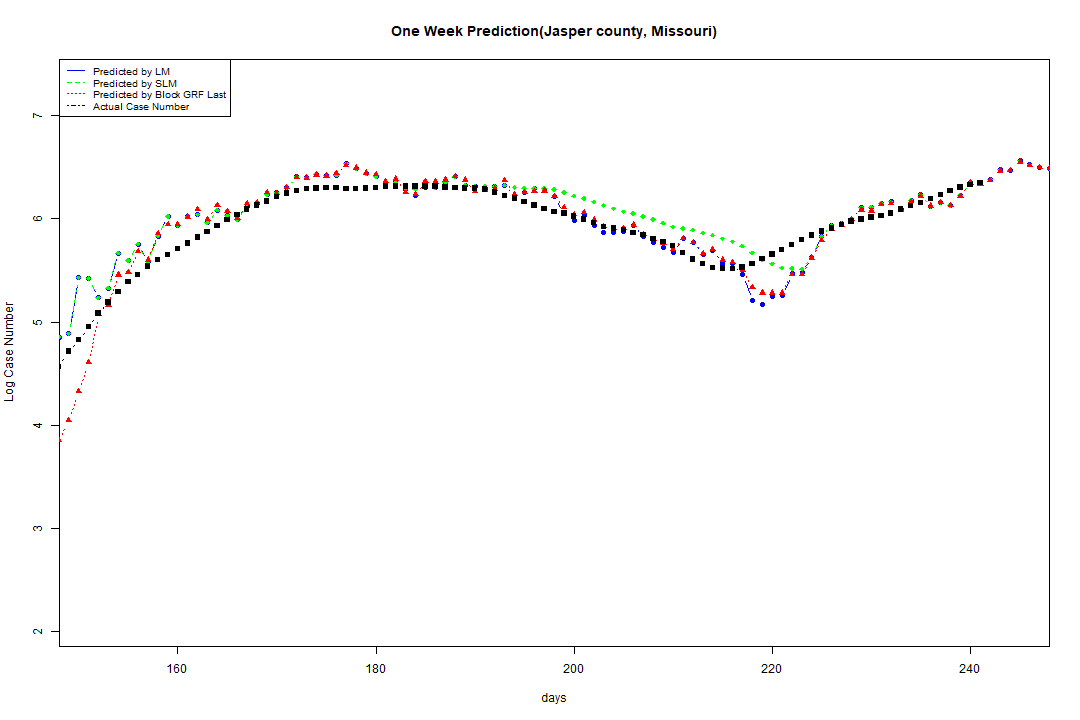 One Week Prediction(Jasper county, Missouri)
Predicted by LM
Predicted by SLM
Predicted by Block GRF Last
Actual Case Number
7
6
5
4
3
2
Log Case Number
160 180 200 220 240
days